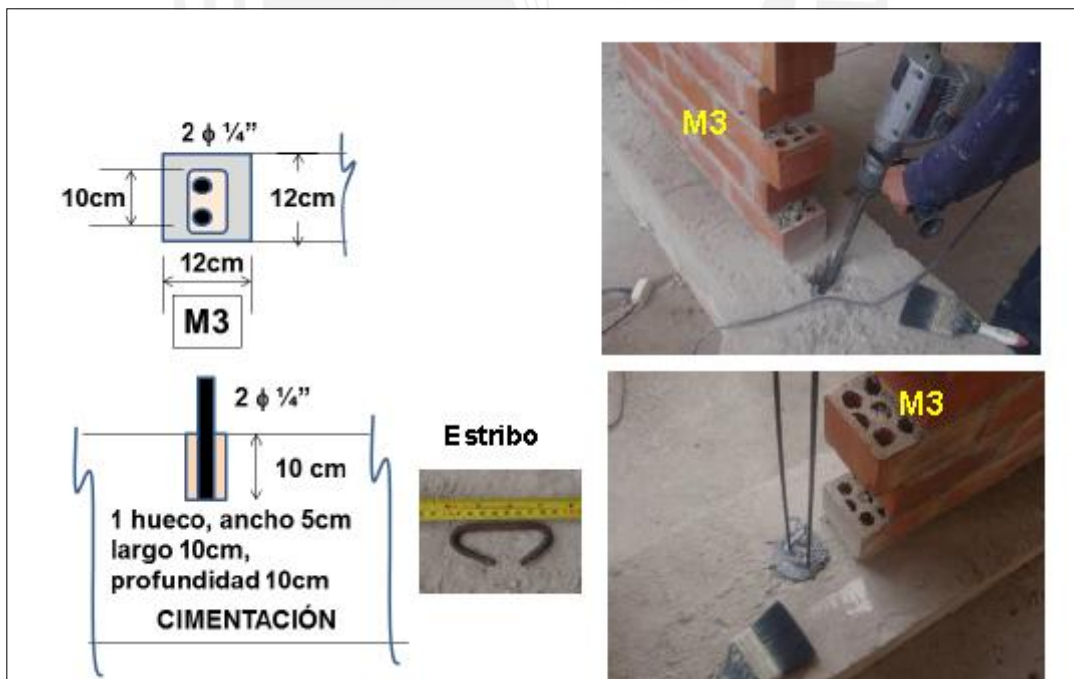 2 ϕ ¼”
10cm
12cm
12cm
M3
2 ϕ ¼”
10 cm
1 hueco, ancho 5cm
largo 10cm,
profundidad 10cm
CIMENTACIÓN
Estribo
M3
M3